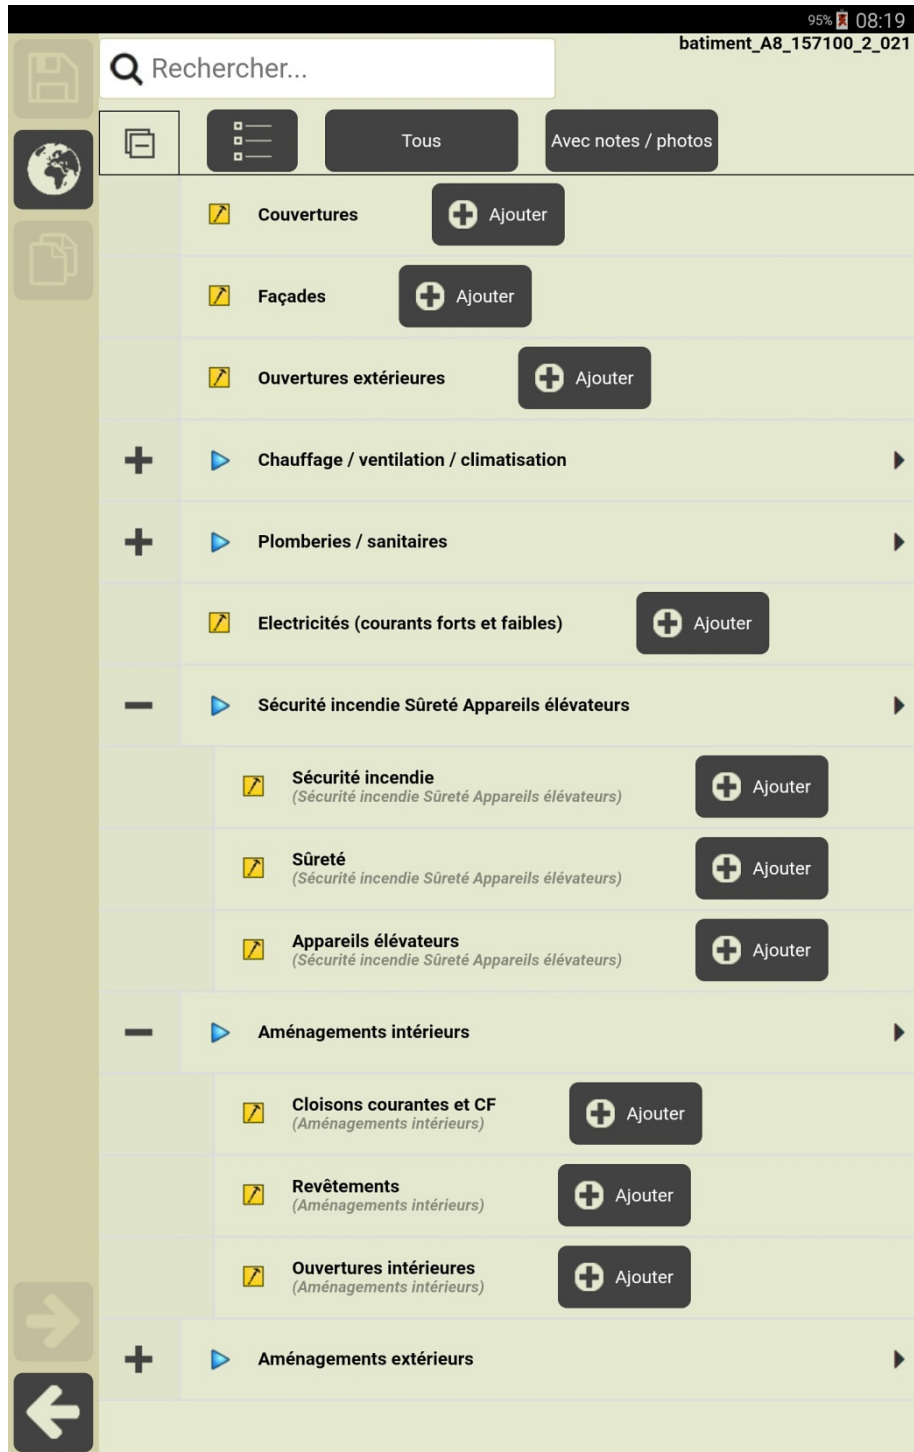 95% 08:19
batiment_A8_157100_2_021
Rechercher...
Tous
Avec notes / photos
Couvertures
Ajouter
Façades
Ajouter
Ouvertures extérieures
Ajouter
Chauffage / ventilation / climatisation
Plomberies / sanitaires
Electricités (courants forts et faibles)
Ajouter
Sécurité incendie Sûreté Appareils élévateurs
Sécurité incendie
(Sécurité incendie Sûreté Appareils élévateurs)
Ajouter
Sûreté
(Sécurité incendie Sûreté Appareils élévateurs)
Ajouter
Appareils élévateurs
(Sécurité incendie Sûreté Appareils élévateurs)
Ajouter
Aménagements intérieurs
Cloisons courantes et CF
(Aménagements intérieurs)
Ajouter
Revêtements
(Aménagements intérieurs)
Ajouter
Ouvertures intérieures
(Aménagements intérieurs)
Ajouter
Aménagements extérieurs